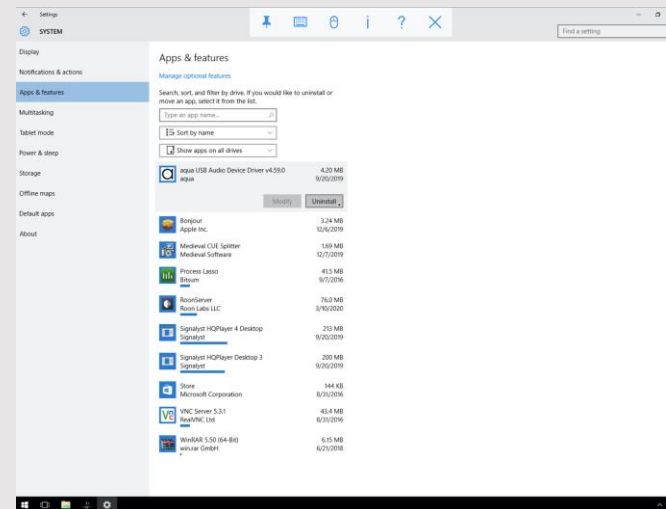 Settings
SYSTEM
Find a setting
Display
Notifications & actions
Apps & features
Multitasking
Tablet mode
Power & sleep
Storage
Offline maps
Default apps
About
Apps & features
Manage optional features
Search, sort, and filter by drive. If you would like to uninstall or
move an app, select it from the list.
Type an app name...
Sort by name
Show apps on all drives
aqua USB Audio Device Driver v4.59.0 4.20 MB
aqua 9/20/2019
Modify Uninstall
Bonjour 3.24 MB
Apple Inc. 12/6/2019
Medieval CUE Splitter 1.69 MB
Medieval Software 12/7/2019
Process Lasso 41.5 MB
Bitsum 9/7/2016
RoonServer 76.0 MB
Roon Labs LLC 3/10/2020
Signalyst HQPlayer 4 Desktop 213 MB
Signalyst 9/20/2019
Signalyst HQPlayer Desktop 3 200 MB
Signalyst 9/20/2019
Store 144 KB
Microsoft Corporation 8/31/2016
VNC Server 5.3.1 43.4 MB
RealVNC Ltd 8/31/2016
WinRAR 5.50 (64-Bit) 6.15 MB
win.rar GmbH 6/21/2018